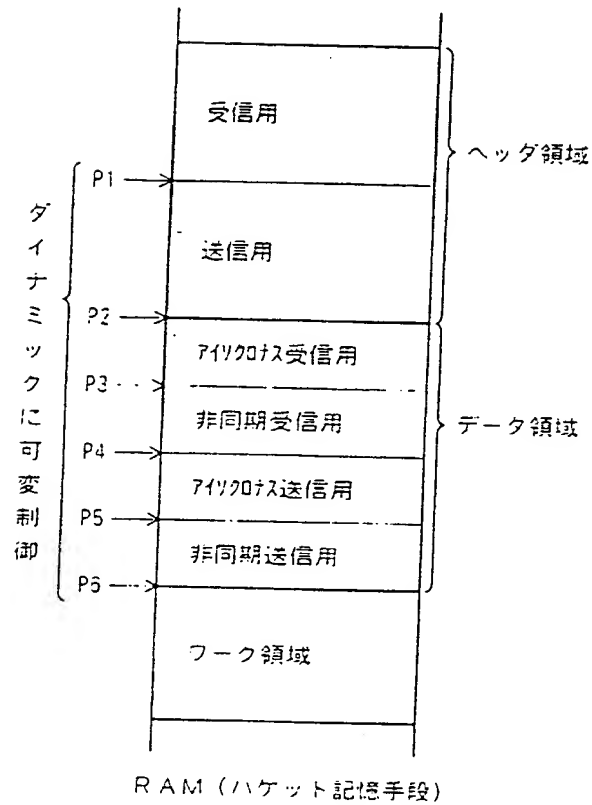 受信用
ヘッダ領域
P1
送信用
P2
アイソクロナス受信用
P3
非同期受信用
データ領域
P4
アイソクロナス送信用
P5
非同期送信用
P6
ワーク領域
ダイナミックに可変制御
RAM(パケット記憶手段)